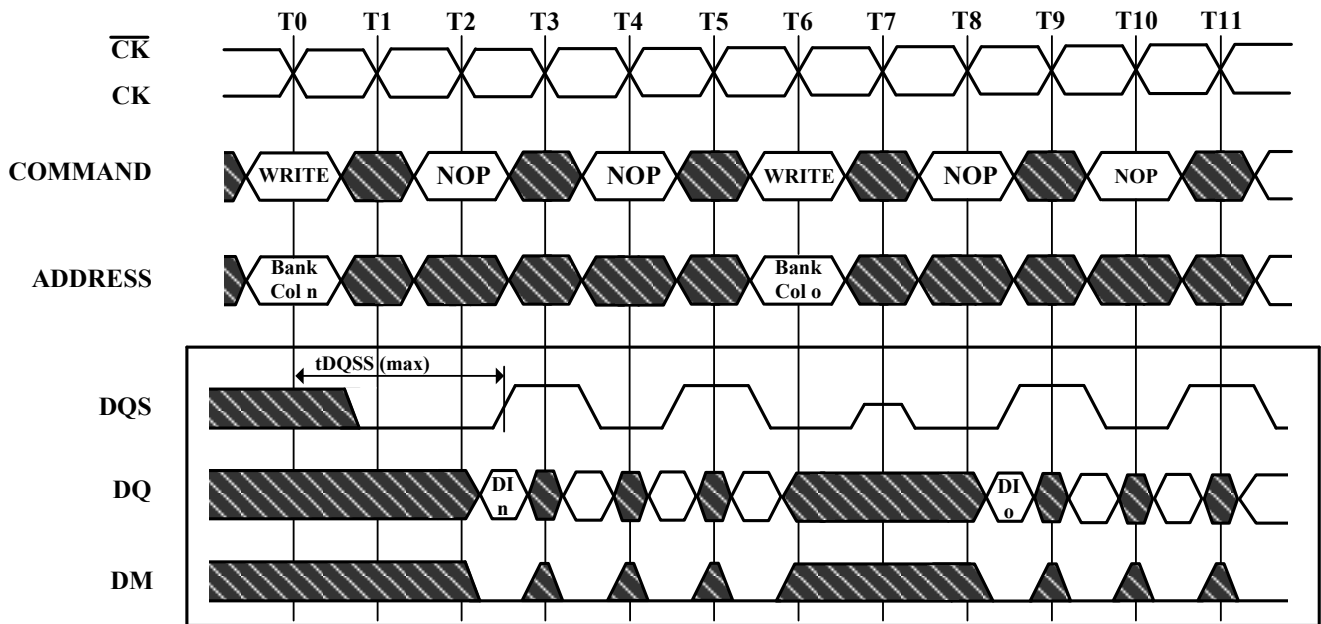 T0 T1 T2 T3 T4 T5 T6 T7 T8 T9 T10 T11
CK
CK
COMMAND WRITE NOP NOP WRITE NOP NOP
ADDRESS Bank Col n Bank Col o
tDQSS (max)
DQS
DQ DI n DI o
DM